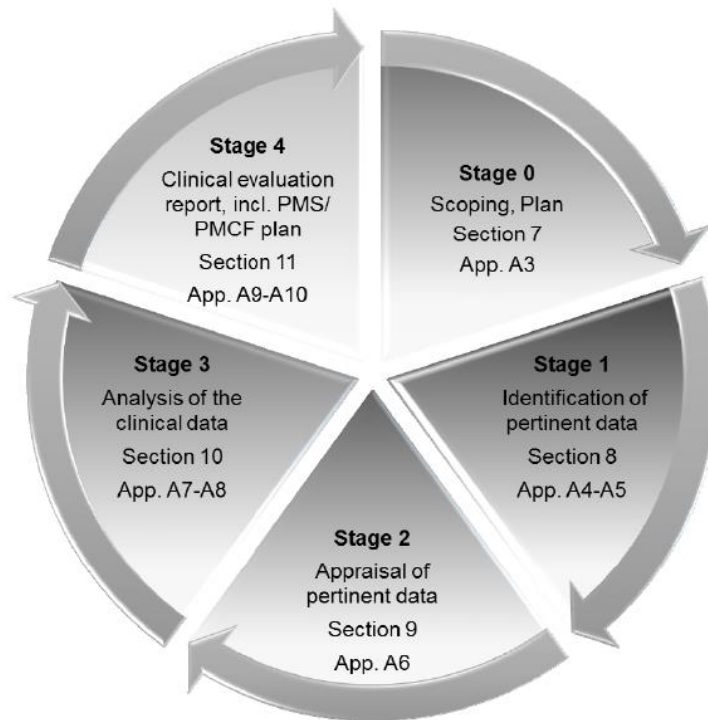 Stage 0
Scoping, Plan
Section 7
App. A3
Stage 1
Identification of
pertinent data
Section 8
App. A4-A5
Stage 2
Appraisal of
pertinent data
Section 9
App. A6
Stage 3
Analysis of the
clinical data
Section 10
App. A7-A8
Stage 4
Clinical evaluation
report, incl. PMS/
PMCF plan
Section 11
App. A9-A10